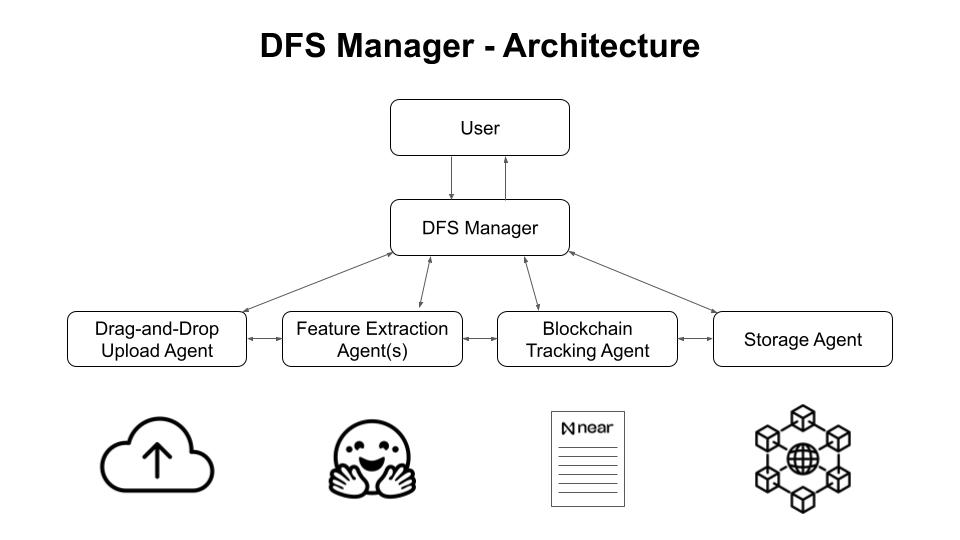 DFS Manager - Architecture
User
DFS Manager
Drag-and-Drop
Upload Agent
Feature Extraction
Agent(s)
Blockchain
Tracking Agent
Storage Agent
near